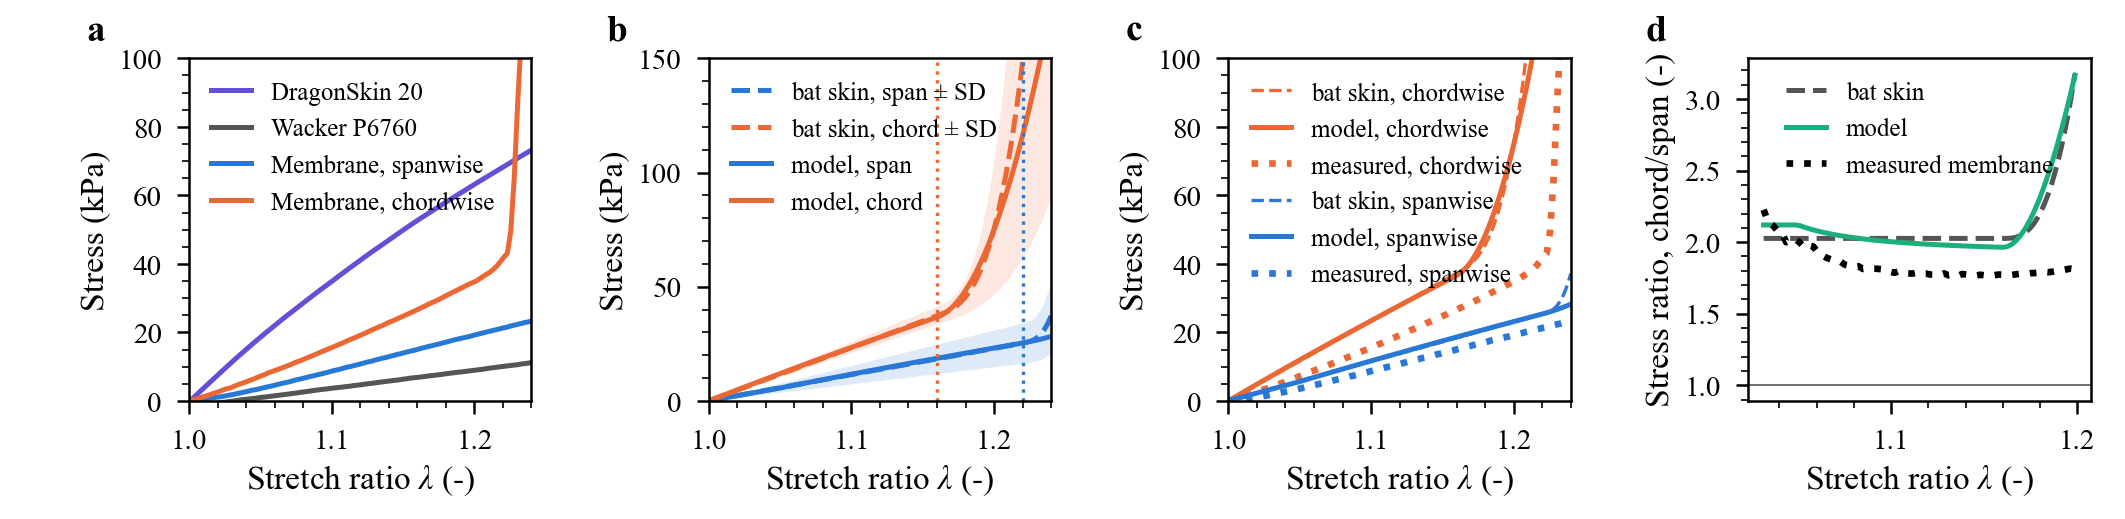 a
100
80
60
40
20
0
Stress (kPa)
DragonSkin 20
Wacker P6760
Membrane, spanwise
Membrane, chordwise
1.0 1.1 1.2
Stretch ratio λ (-)
b
150
100
50
0
Stress (kPa)
bat skin, span ± SD
bat skin, chord ± SD
model, span
model, chord
1.0 1.1 1.2
Stretch ratio λ (-)
c
100
80
60
40
20
0
Stress (kPa)
bat skin, chordwise
model, chordwise
measured, chordwise
bat skin, spanwise
model, spanwise
measured, spanwise
1.0 1.1 1.2
Stretch ratio λ (-)
d
3.0
2.5
2.0
1.5
1.0
Stress ratio, chord/span (-)
bat skin
model
measured membrane
1.1 1.2
Stretch ratio λ (-)